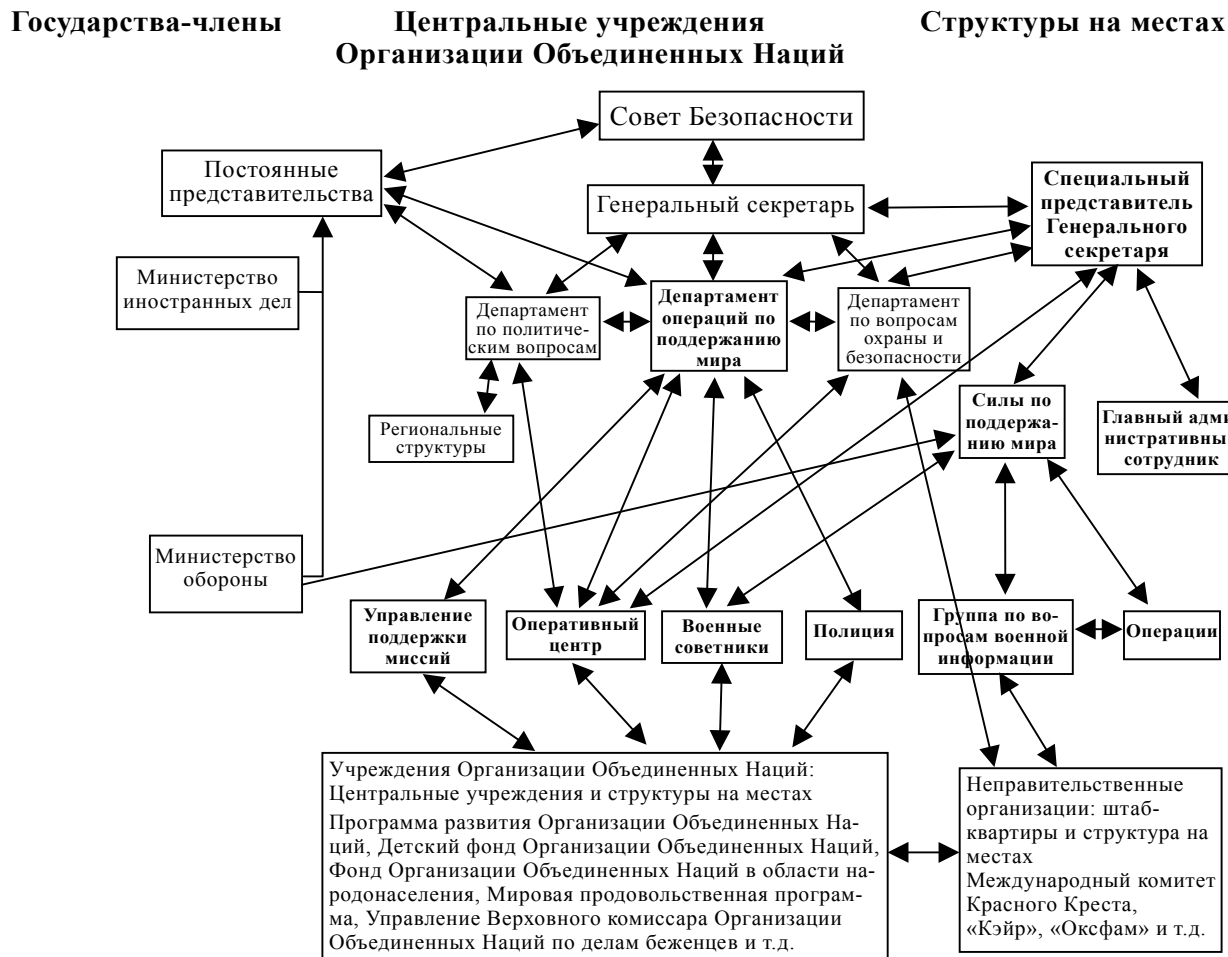 Государства-члены
Центральные учреждения
Организации Объединенных Наций
Структуры на местах
Совет Безопасности
Постоянные
представительства
Генеральный секретарь
Специальный
представитель
Генерального
секретаря
Министерство
иностранных дел
Департамент
по политиче-
ским вопросам
Департамент
операций по
поддержанию
мира
Департамент
по вопросам
охраны и
безопасности
Региональные
структуры
Силы по
поддержа-
нию мира
Главный адми
нистративны
сотрудник
Министерство
обороны
Управление
поддержки
миссий
Оперативный
центр
Военные
советники
Полиция
Группа по во-
просам военной
информации
Операции
Учреждения Организации Объединенных Наций:
Центральные учреждения и структуры на местах
Программа развития Организации Объединенных На-
ций, Детский фонд Организации Объединенных Наций,
Фонд Организации Объединенных Наций в области на-
родонаселения, Мировая продовольственная програм-
ма, Управление Верховного комиссара Организации
Объединенных Наций по делам беженцев и т.д.
Неправительственные
организации: штаб-
квартиры и структура на
местах
Международный комитет
Красного Креста,
«Кэйр», «Оксфам» и т.д.